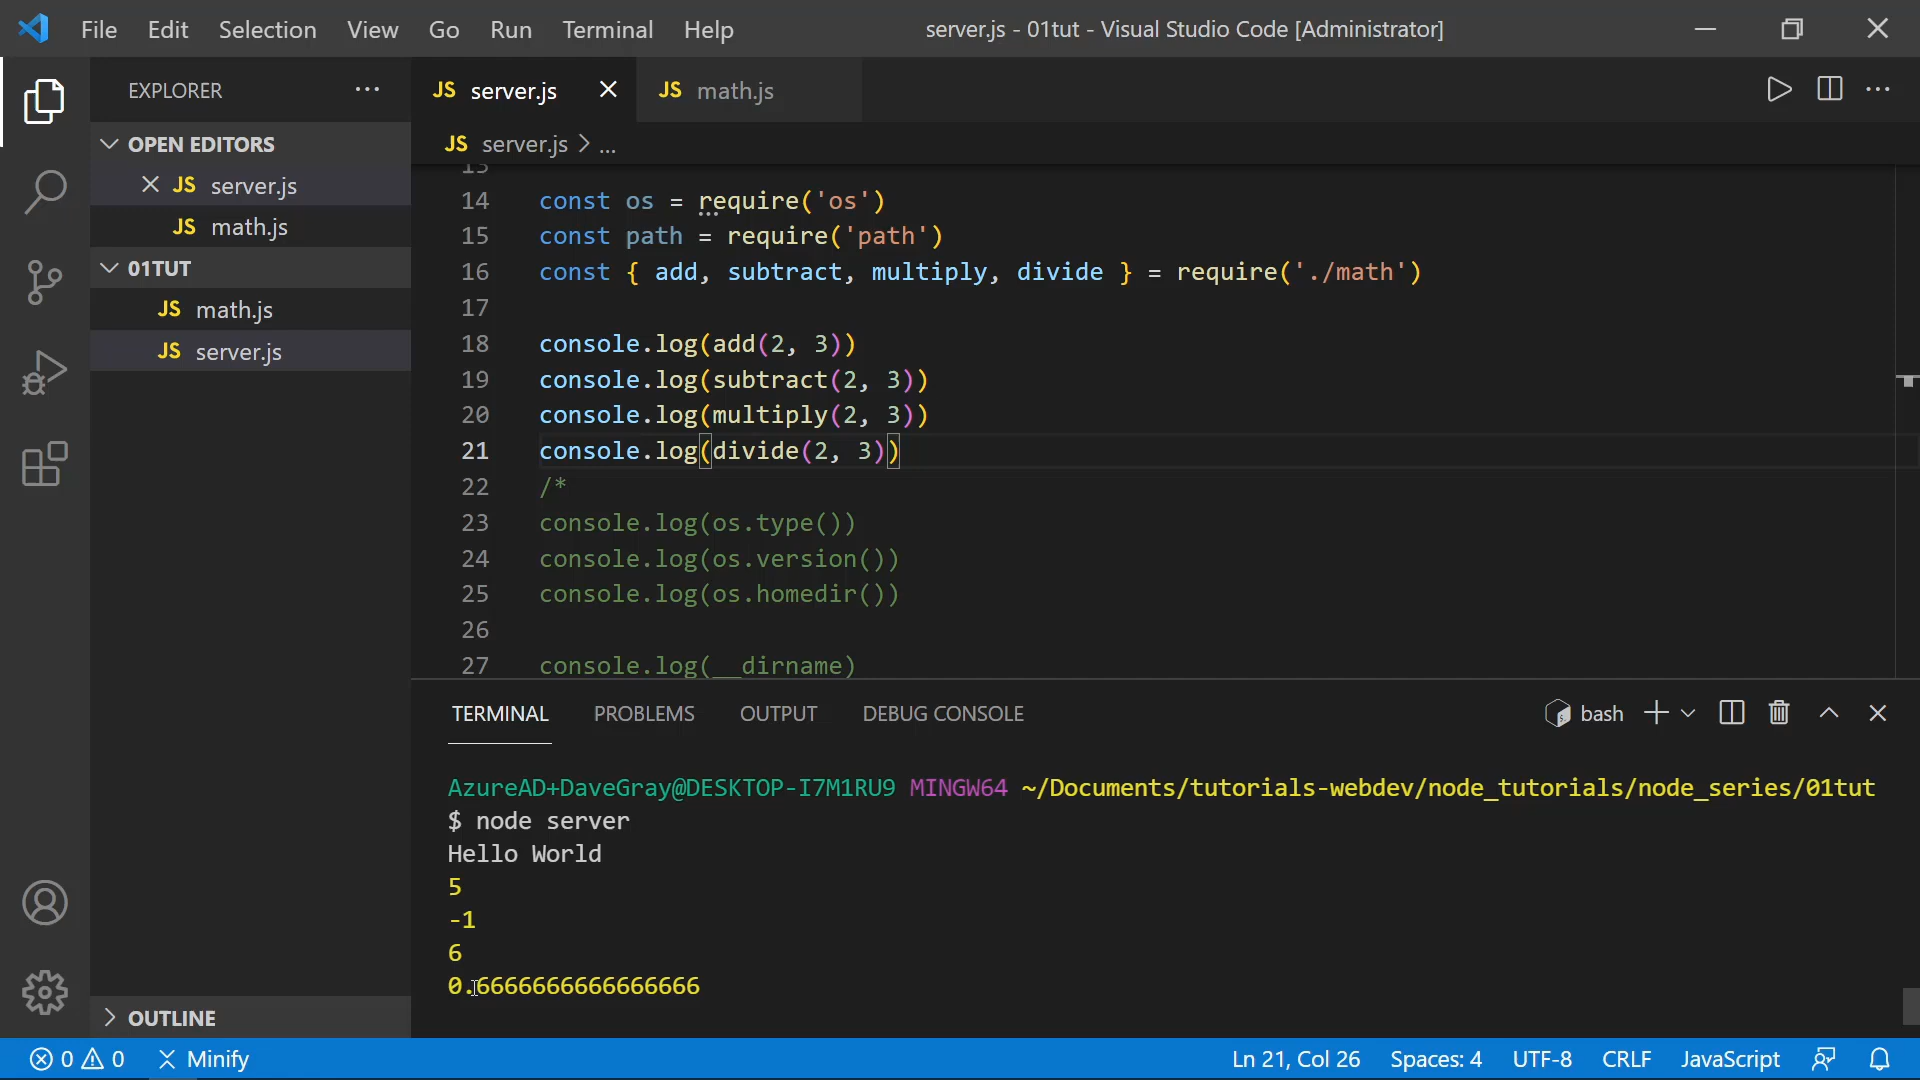 File Edit Selection View Go Run Terminal Help server.js - 01tut - Visual Studio Code [Administrator]
EXPLORER
OPEN EDITORS
JS server.js
JS math.js
01TUT
JS math.js
JS server.js
OUTLINE
JS server.js JS math.js
JS server.js > ...
13
14 const os = require('os')
15 const path = require('path')
16 const { add, subtract, multiply, divide } = require('./math')
17
18 console.log(add(2, 3))
19 console.log(subtract(2, 3))
20 console.log(multiply(2, 3))
21 console.log(divide(2, 3))
22 /*
23 console.log(os.type())
24 console.log(os.version())
25 console.log(os.homedir())
26
27 console.log(__dirname)
TERMINAL PROBLEMS OUTPUT DEBUG CONSOLE bash
AzureAD+DaveGray@DESKTOP-I7M1RU9 MINGW64 ~/Documents/tutorials-webdev/node_tutorials/node_series/01tut
$ node server
Hello World
5
-1
6
0.6666666666666666
0 0 Minify Ln 21, Col 26 Spaces: 4 UTF-8 CRLF JavaScript